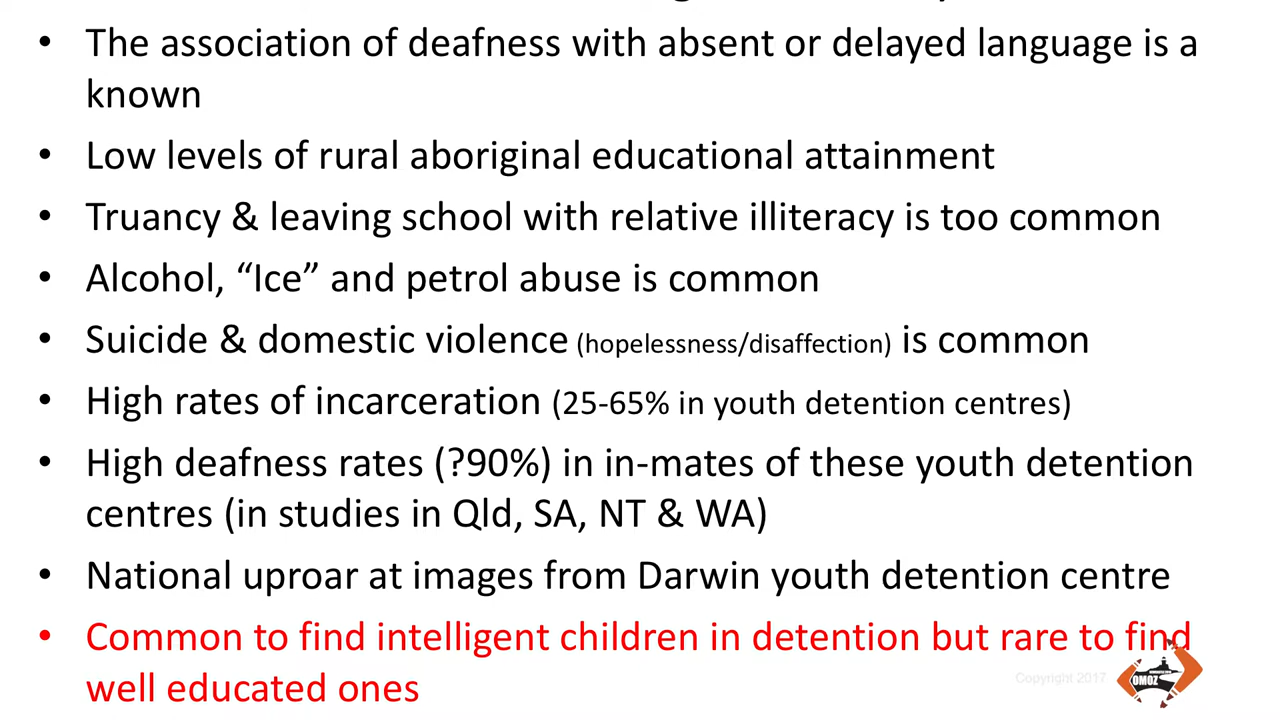 • The association of deafness with absent or delayed language is a
known
• Low levels of rural aboriginal educational attainment
• Truancy & leaving school with relative illiteracy is too common
• Alcohol, “Ice” and petrol abuse is common
• Suicide & domestic violence (hopelessness/disaffection) is common
• High rates of incarceration (25-65% in youth detention centres)
• High deafness rates (?90%) in in-mates of these youth detention
centres (in studies in Qld, SA, NT & WA)
• National uproar at images from Darwin youth detention centre
• Common to find intelligent children in detention but rare to find
well educated ones
Copyright 2017
OMOZ